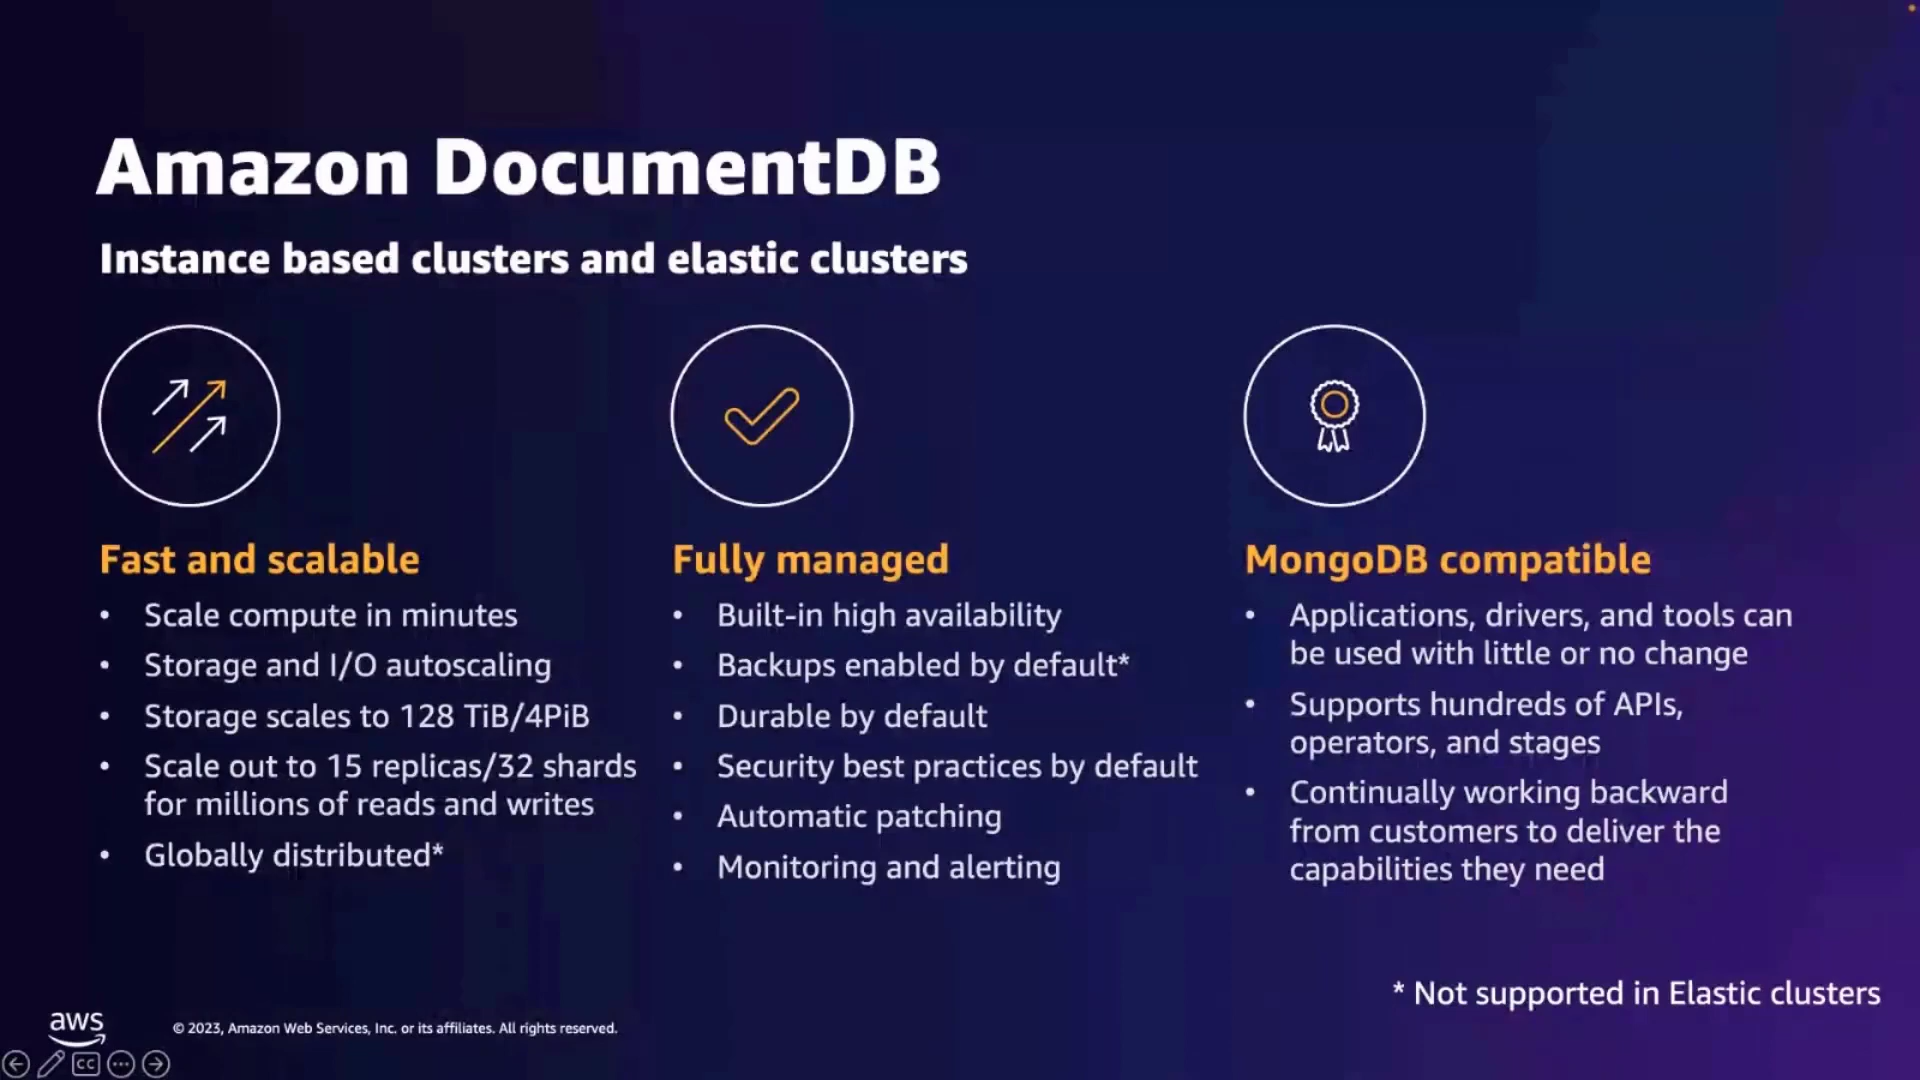 Amazon DocumentDB
Instance based clusters and elastic clusters
Fast and scalable
• Scale compute in minutes
• Storage and I/O autoscaling
• Storage scales to 128 TiB/4PiB
• Scale out to 15 replicas/32 shards
for millions of reads and writes
• Globally distributed*
Fully managed
• Built-in high availability
• Backups enabled by default*
• Durable by default
• Security best practices by default
• Automatic patching
• Monitoring and alerting
MongoDB compatible
• Applications, drivers, and tools can
be used with little or no change
• Supports hundreds of APIs,
operators, and stages
• Continually working backward
from customers to deliver the
capabilities they need
* Not supported in Elastic clusters
aws
© 2023, Amazon Web Services, Inc. or its affiliates. All rights reserved.
CC